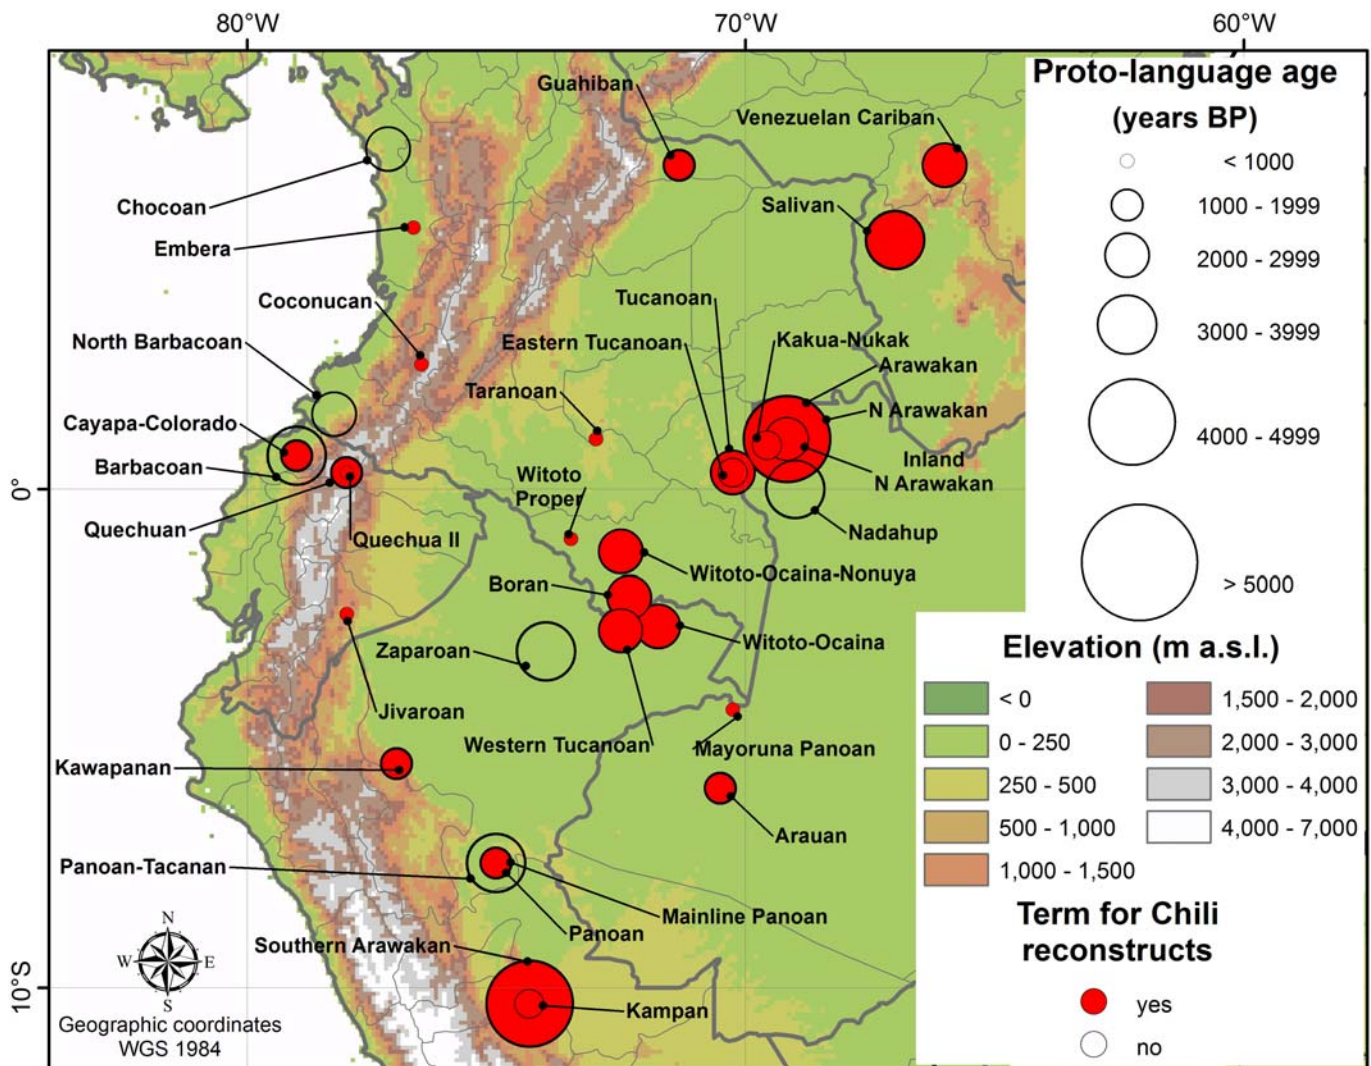 80°W
70°W
60°W
0°
10°S
Guahiban
Venezuelan Cariban
Chocoan
Salivan
Embera
Coconucan
Tucanoan
North Barbacoan
Eastern Tucanoan
Kakua-Nukak
Arawakan
Taranoan
N Arawakan
Cayapa-Colorado
Barbacoan
Inland
N Arawakan
Witoto
Proper
Quechuan
Quechua II
Nadahup
Witoto-Ocaina-Nonuya
Boran
Witoto-Ocaina
Zaparoan
Jivaroan
Western Tucanoan
Mayoruna Panoan
Kawapanan
Arauan
Panoan-Tacanan
Mainline Panoan
Panoan
Southern Arawakan
Kampan
N
W E
S
Geographic coordinates
WGS 1984
Proto-language age
(years BP)
< 1000
1000 - 1999
2000 - 2999
3000 - 3999
4000 - 4999
> 5000
Elevation (m a.s.l.)
< 0
0 - 250
250 - 500
500 - 1,000
1,000 - 1,500
1,500 - 2,000
2,000 - 3,000
3,000 - 4,000
4,000 - 7,000
Term for Chili
reconstructs
yes
no